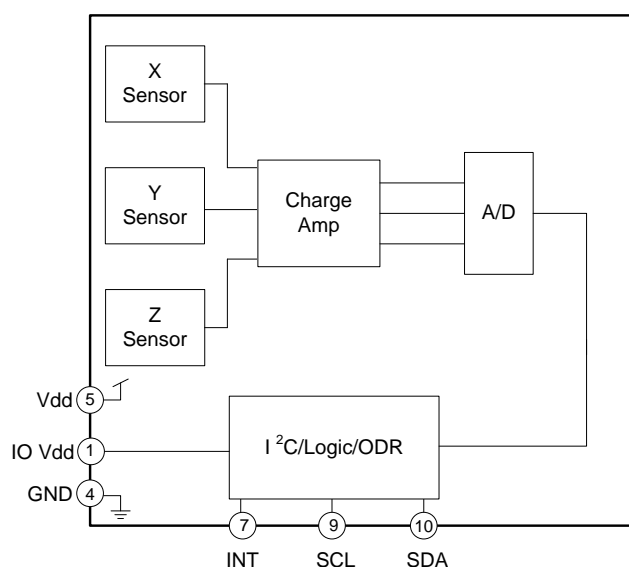 X
Sensor
Y
Sensor
Z
Sensor
Charge
Amp
A/D
Vdd 5
IO Vdd 1
GND 4
I ²C/Logic/ODR
7 9 10
INT SCL SDA